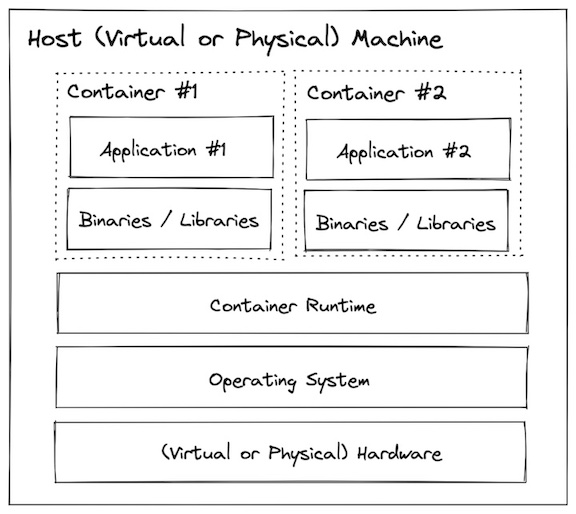 Host (Virtual or Physical) Machine
Container #1
Application #1
Binaries / Libraries
Container #2
Application #2
Binaries / Libraries
Container Runtime
Operating System
(Virtual or Physical) Hardware